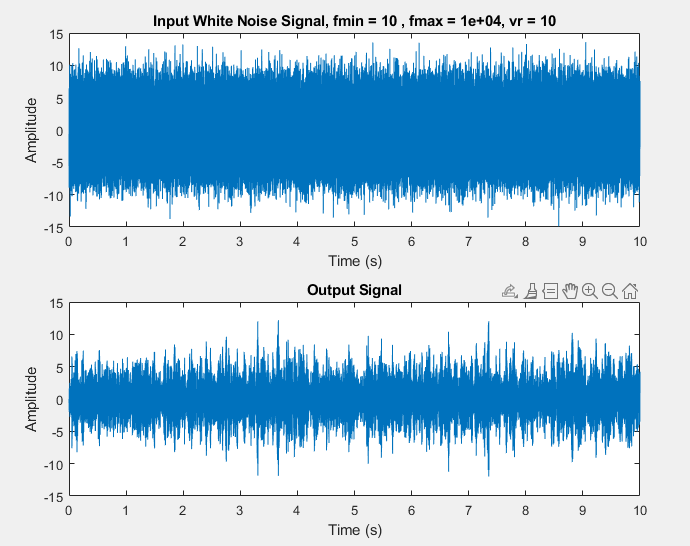 Input White Noise Signal, fmin = 10 , fmax = 1e+04, vr = 10
15
10
5
0
-5
-10
-15
Amplitude
0 1 2 3 4 5 6 7 8 9 10
Time (s)
Output Signal
15
10
5
0
-5
-10
-15
Amplitude
0 1 2 3 4 5 6 7 8 9 10
Time (s)